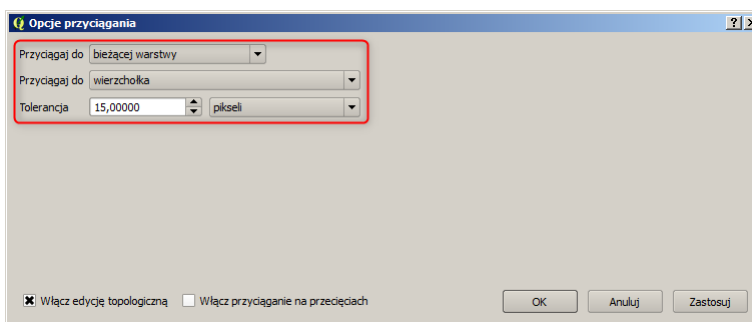 Opcje przyciągania
Przyciągaj do bieżącej warstwy
Przyciągaj do wierzchołka
Tolerancja 15,00000 pikseli
Włącz edycję topologiczną Włącz przyciąganie na przecięciach OK Anuluj Zastosuj